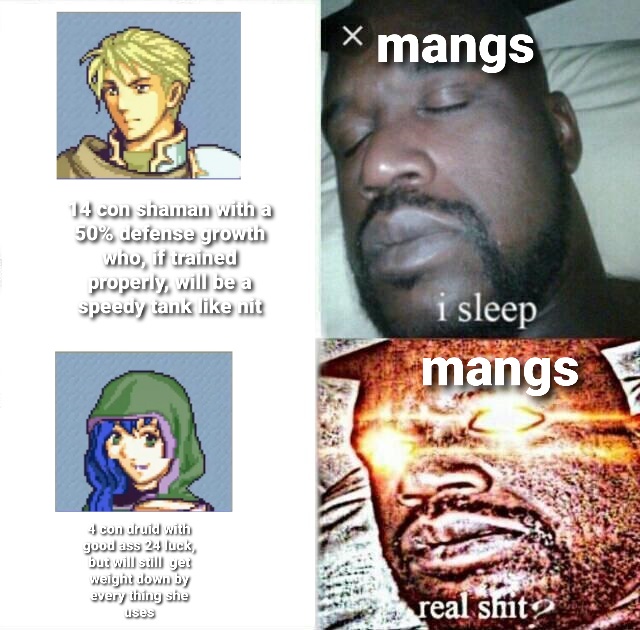 mangs
14 con shaman with a
50% defense growth
who, if trained
properly, will be a
speedy tank like nit
i sleep
mangs
4 con druid with
good ass 24 luck,
but will still get
weight down by
every thing she
uses
real shit?